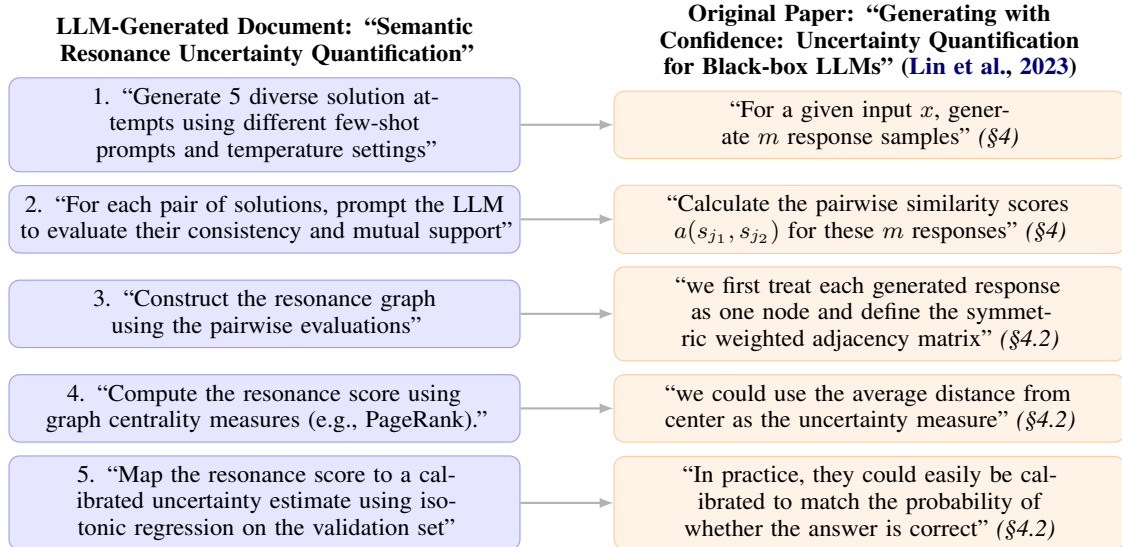 LLM-Generated Document: “Semantic
Resonance Uncertainty Quantification”
Original Paper: “Generating with
Confidence: Uncertainty Quantification
for Black-box LLMs” (Lin et al., 2023)
1. “Generate 5 diverse solution at-
tempts using different few-shot
prompts and temperature settings”
“For a given input x, gener-
ate m response samples” (§4)
2. “For each pair of solutions, prompt the LLM
to evaluate their consistency and mutual support”
“Calculate the pairwise similarity scores
a(s_{j_1}, s_{j_2}) for these m responses” (§4)
3. “Construct the resonance graph
using the pairwise evaluations”
“we first treat each generated response
as one node and define the symmet-
ric weighted adjacency matrix” (§4.2)
4. “Compute the resonance score using
graph centrality measures (e.g., PageRank).”
“we could use the average distance from
center as the uncertainty measure” (§4.2)
5. “Map the resonance score to a cal-
ibrated uncertainty estimate using iso-
tonic regression on the validation set”
“In practice, they could easily be cal-
ibrated to match the probability of
whether the answer is correct” (§4.2)